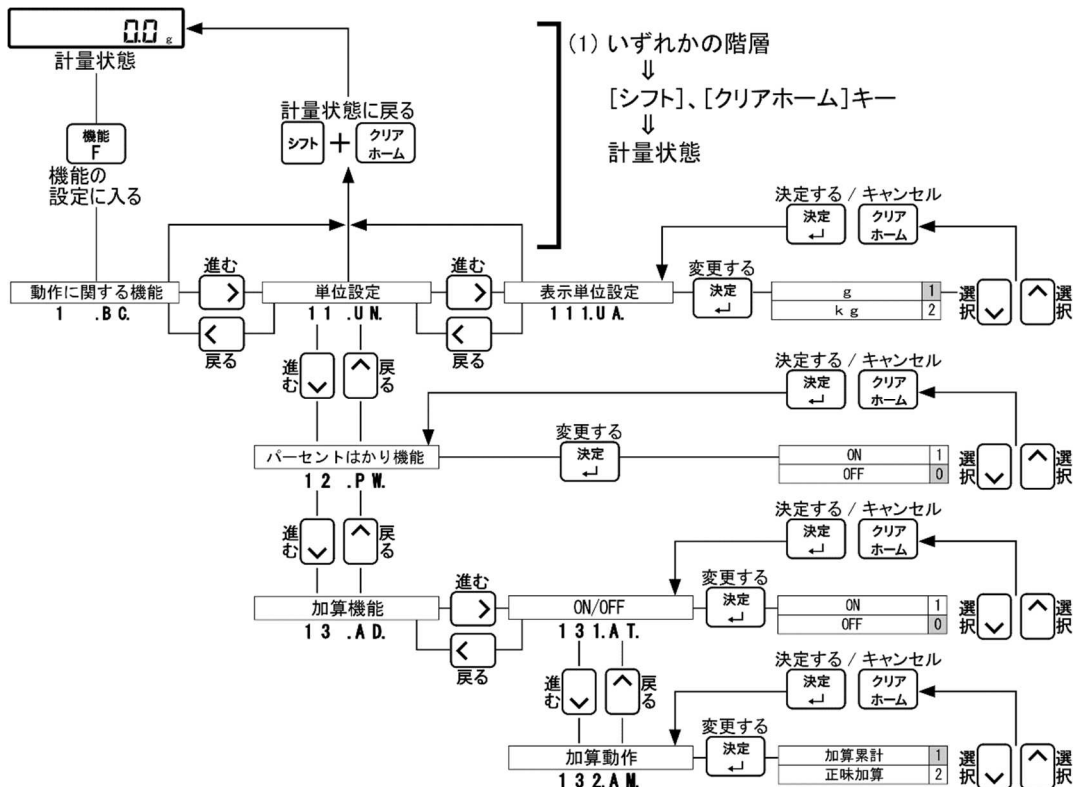 0.0 g
計量状態
(1) いずれかの階層
⇓
[シフト]、[クリアホーム]キー
⇓
計量状態
機能
F
機能の
設定に入る
計量状態に戻る
シフト + クリア
ホーム
決定する / キャンセル
決定 クリア
ホーム
進む
進む
変更する
決定
動作に関する機能
1 .B C.
単位設定
1 1 .U N.
表示単位設定
1 1 1.U A.
g 1
k g 2
選択
選択
戻る
戻る
進む
戻る
決定する / キャンセル
決定 クリア
ホーム
変更する
決定
パーセントはかり機能
1 2 .P W.
ON 1
OFF 0
選択
選択
進む
戻る
決定する / キャンセル
決定 クリア
ホーム
進む
変更する
決定
加算機能
1 3 .A D.
ON/OFF
1 3 1.A T.
ON 1
OFF 0
選択
選択
戻る
進む
戻る
決定する / キャンセル
決定 クリア
ホーム
変更する
決定
加算動作
1 3 2.A M.
加算累計 1
正味加算 2
選択
選択